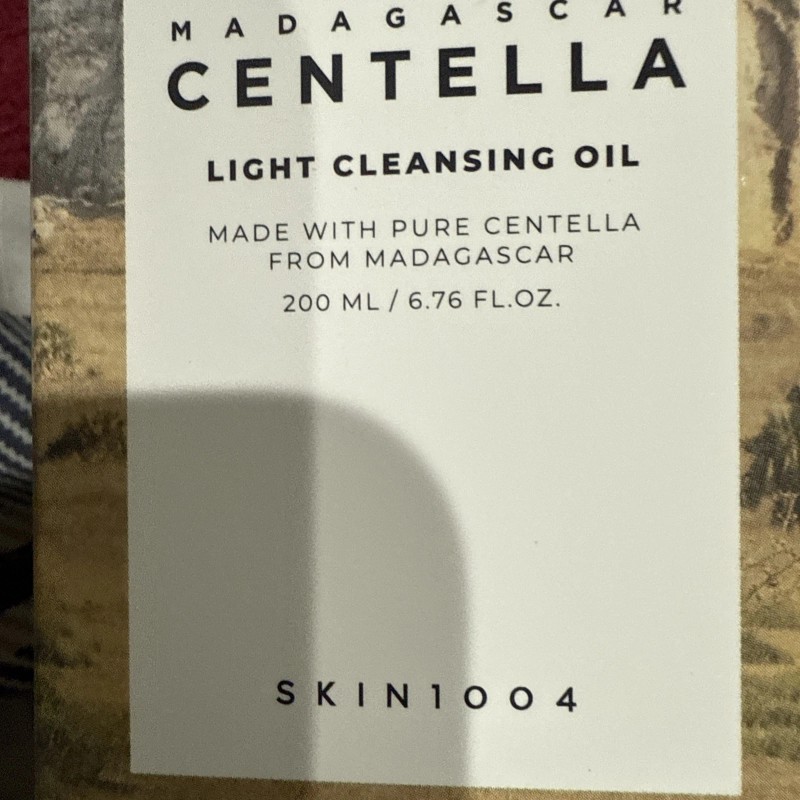 MADAGASCAR
CENTELLA
LIGHT CLEANSING OIL
MADE WITH PURE CENTELLA
FROM MADAGASCAR
200 ML / 6.76 FL.OZ.
SKIN1004